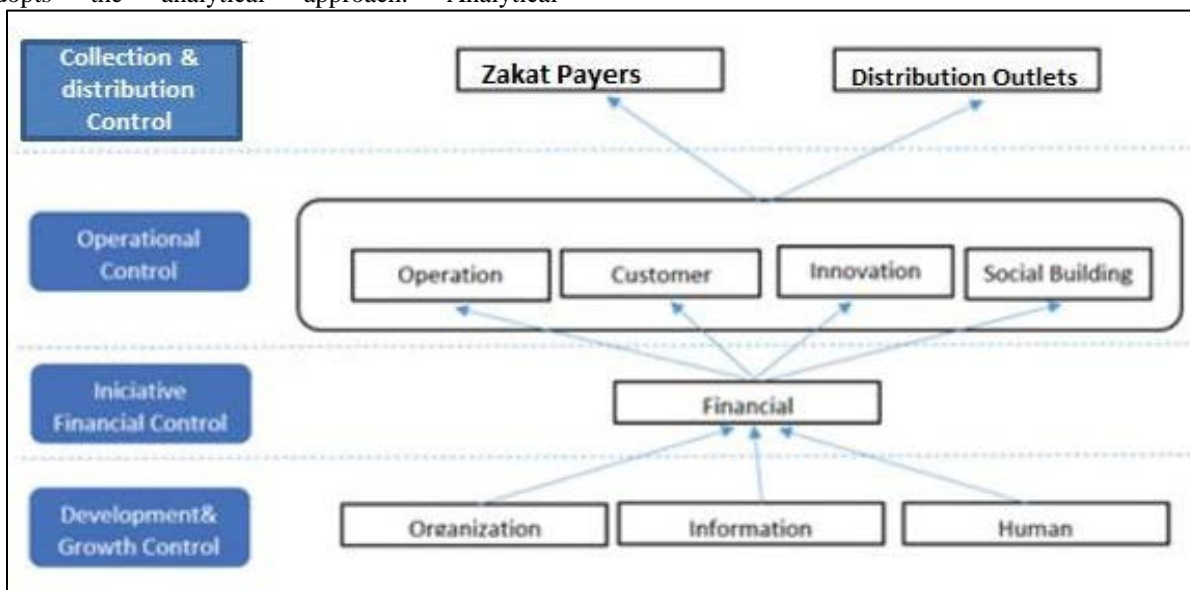 dopts the analytical approach. Analytical
Collection &
distribution
Control
Zakat Payers
Distribution Outlets
Operational
Control
Operation
Customer
Innovation
Social Building
Iniciative
Financial Control
Financial
Development&
Growth Control
Organization
Information
Human